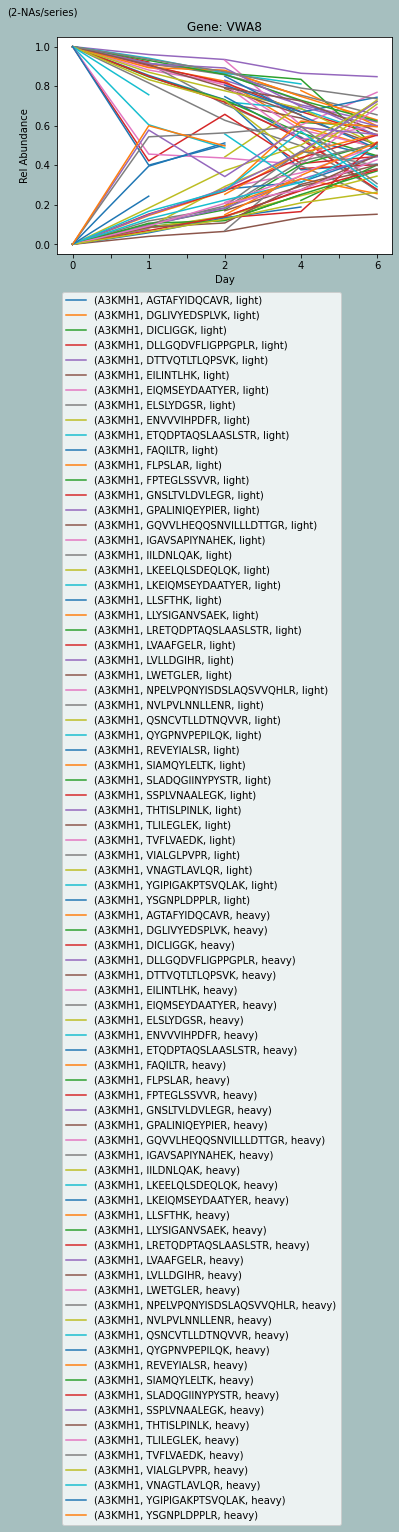 (2-NAs/series)
Gene: VWA8
1.0
0.8
0.6
0.4
0.2
0.0
Rel Abundance
0 1 2 4 6
Day
(A3KMH1, AGTAFYIDQCAVR, light)
(A3KMH1, DGLIVYEDSPLVK, light)
(A3KMH1, DICLIGGK, light)
(A3KMH1, DLLGQDVFLIGPPGPLR, light)
(A3KMH1, DTTVQTLTLQPSVK, light)
(A3KMH1, EILINTLHK, light)
(A3KMH1, EIQMSEYDAATYER, light)
(A3KMH1, ELSLYDGSR, light)
(A3KMH1, ENVVVIHPDFR, light)
(A3KMH1, ETQDPTAQSLAASLSTR, light)
(A3KMH1, FAQILTR, light)
(A3KMH1, FLPSLAR, light)
(A3KMH1, FPTEGLSSVVR, light)
(A3KMH1, GNSLTVLDVLEGR, light)
(A3KMH1, GPALINIQEYPIER, light)
(A3KMH1, GQVVLHEQQSNVILLLDTTGR, light)
(A3KMH1, IGAVSAPIYNAHEK, light)
(A3KMH1, IILDNLQAK, light)
(A3KMH1, LKEELQLSDEQLQK, light)
(A3KMH1, LKEIQMSEYDAATYER, light)
(A3KMH1, LLSFTHK, light)
(A3KMH1, LLYSIGANVSAEK, light)
(A3KMH1, LRETQDPTAQSLAASLSTR, light)
(A3KMH1, LVAAFGELR, light)
(A3KMH1, LVLLDGIHR, light)
(A3KMH1, LWETGLER, light)
(A3KMH1, NPELVPQNYISDSLAQSVVQHLR, light)
(A3KMH1, NVLPVLNNLLENR, light)
(A3KMH1, QSNCVTLLDTNQVVR, light)
(A3KMH1, QYGPNVPEPILQK, light)
(A3KMH1, REVEYIALSR, light)
(A3KMH1, SIAMQYLELTK, light)
(A3KMH1, SLADQGIINYPYSTR, light)
(A3KMH1, SSPLVNAALEGK, light)
(A3KMH1, THTISLPINLK, light)
(A3KMH1, TLILEGLEK, light)
(A3KMH1, TVFLVAEDK, light)
(A3KMH1, VIALGLPVPR, light)
(A3KMH1, VNAGTLAVLQR, light)
(A3KMH1, YGIPIGAKPTSVQLAK, light)
(A3KMH1, YSGNPLDPPLR, light)
(A3KMH1, AGTAFYIDQCAVR, heavy)
(A3KMH1, DGLIVYEDSPLVK, heavy)
(A3KMH1, DICLIGGK, heavy)
(A3KMH1, DLLGQDVFLIGPPGPLR, heavy)
(A3KMH1, DTTVQTLTLQPSVK, heavy)
(A3KMH1, EILINTLHK, heavy)
(A3KMH1, EIQMSEYDAATYER, heavy)
(A3KMH1, ELSLYDGSR, heavy)
(A3KMH1, ENVVVIHPDFR, heavy)
(A3KMH1, ETQDPTAQSLAASLSTR, heavy)
(A3KMH1, FAQILTR, heavy)
(A3KMH1, FLPSLAR, heavy)
(A3KMH1, FPTEGLSSVVR, heavy)
(A3KMH1, GNSLTVLDVLEGR, heavy)
(A3KMH1, GPALINIQEYPIER, heavy)
(A3KMH1, GQVVLHEQQSNVILLLDTTGR, heavy)
(A3KMH1, IGAVSAPIYNAHEK, heavy)
(A3KMH1, IILDNLQAK, heavy)
(A3KMH1, LKEELQLSDEQLQK, heavy)
(A3KMH1, LKEIQMSEYDAATYER, heavy)
(A3KMH1, LLSFTHK, heavy)
(A3KMH1, LLYSIGANVSAEK, heavy)
(A3KMH1, LRETQDPTAQSLAASLSTR, heavy)
(A3KMH1, LVAAFGELR, heavy)
(A3KMH1, LVLLDGIHR, heavy)
(A3KMH1, LWETGLER, heavy)
(A3KMH1, NPELVPQNYISDSLAQSVVQHLR, heavy)
(A3KMH1, NVLPVLNNLLENR, heavy)
(A3KMH1, QSNCVTLLDTNQVVR, heavy)
(A3KMH1, QYGPNVPEPILQK, heavy)
(A3KMH1, REVEYIALSR, heavy)
(A3KMH1, SIAMQYLELTK, heavy)
(A3KMH1, SLADQGIINYPYSTR, heavy)
(A3KMH1, SSPLVNAALEGK, heavy)
(A3KMH1, THTISLPINLK, heavy)
(A3KMH1, TLILEGLEK, heavy)
(A3KMH1, TVFLVAEDK, heavy)
(A3KMH1, VIALGLPVPR, heavy)
(A3KMH1, VNAGTLAVLQR, heavy)
(A3KMH1, YGIPIGAKPTSVQLAK, heavy)
(A3KMH1, YSGNPLDPPLR, heavy)